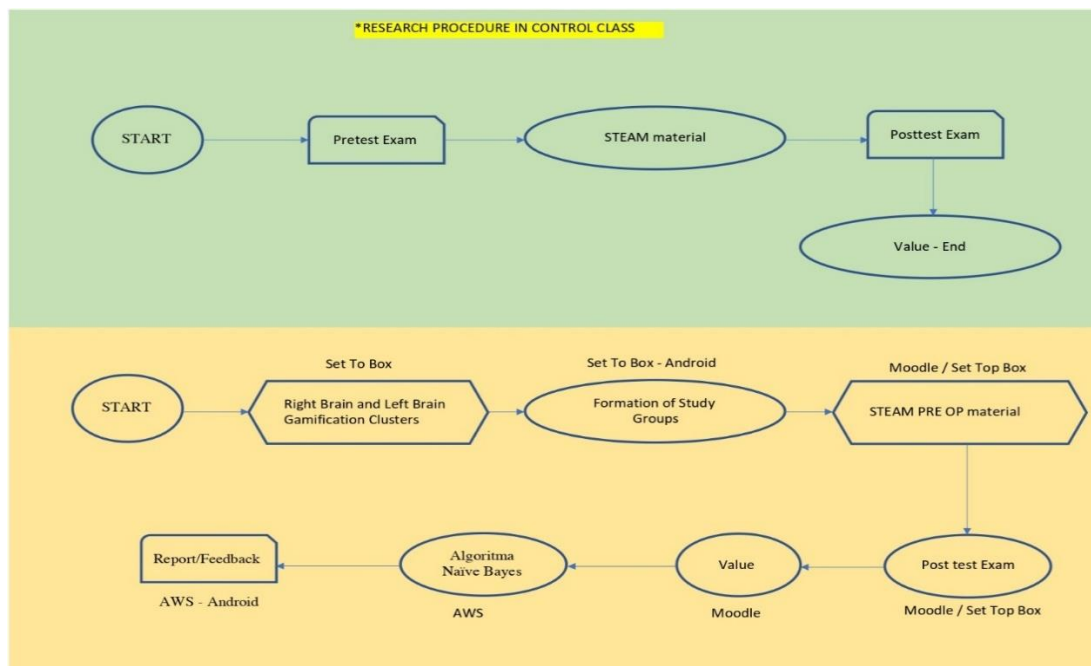 *RESEARCH PROCEDURE IN CONTROL CLASS
START
Pretest Exam
STEAM material
Posttest Exam
Value - End
Set To Box
Set To Box - Android
Moodle / Set Top Box
START
Right Brain and Left Brain
Gamification Clusters
Formation of Study
Groups
STEAM PRE OP material
Report/Feedback
Algoritma
Naïve Bayes
Value
Post test Exam
AWS - Android
AWS
Moodle
Moodle / Set Top Box